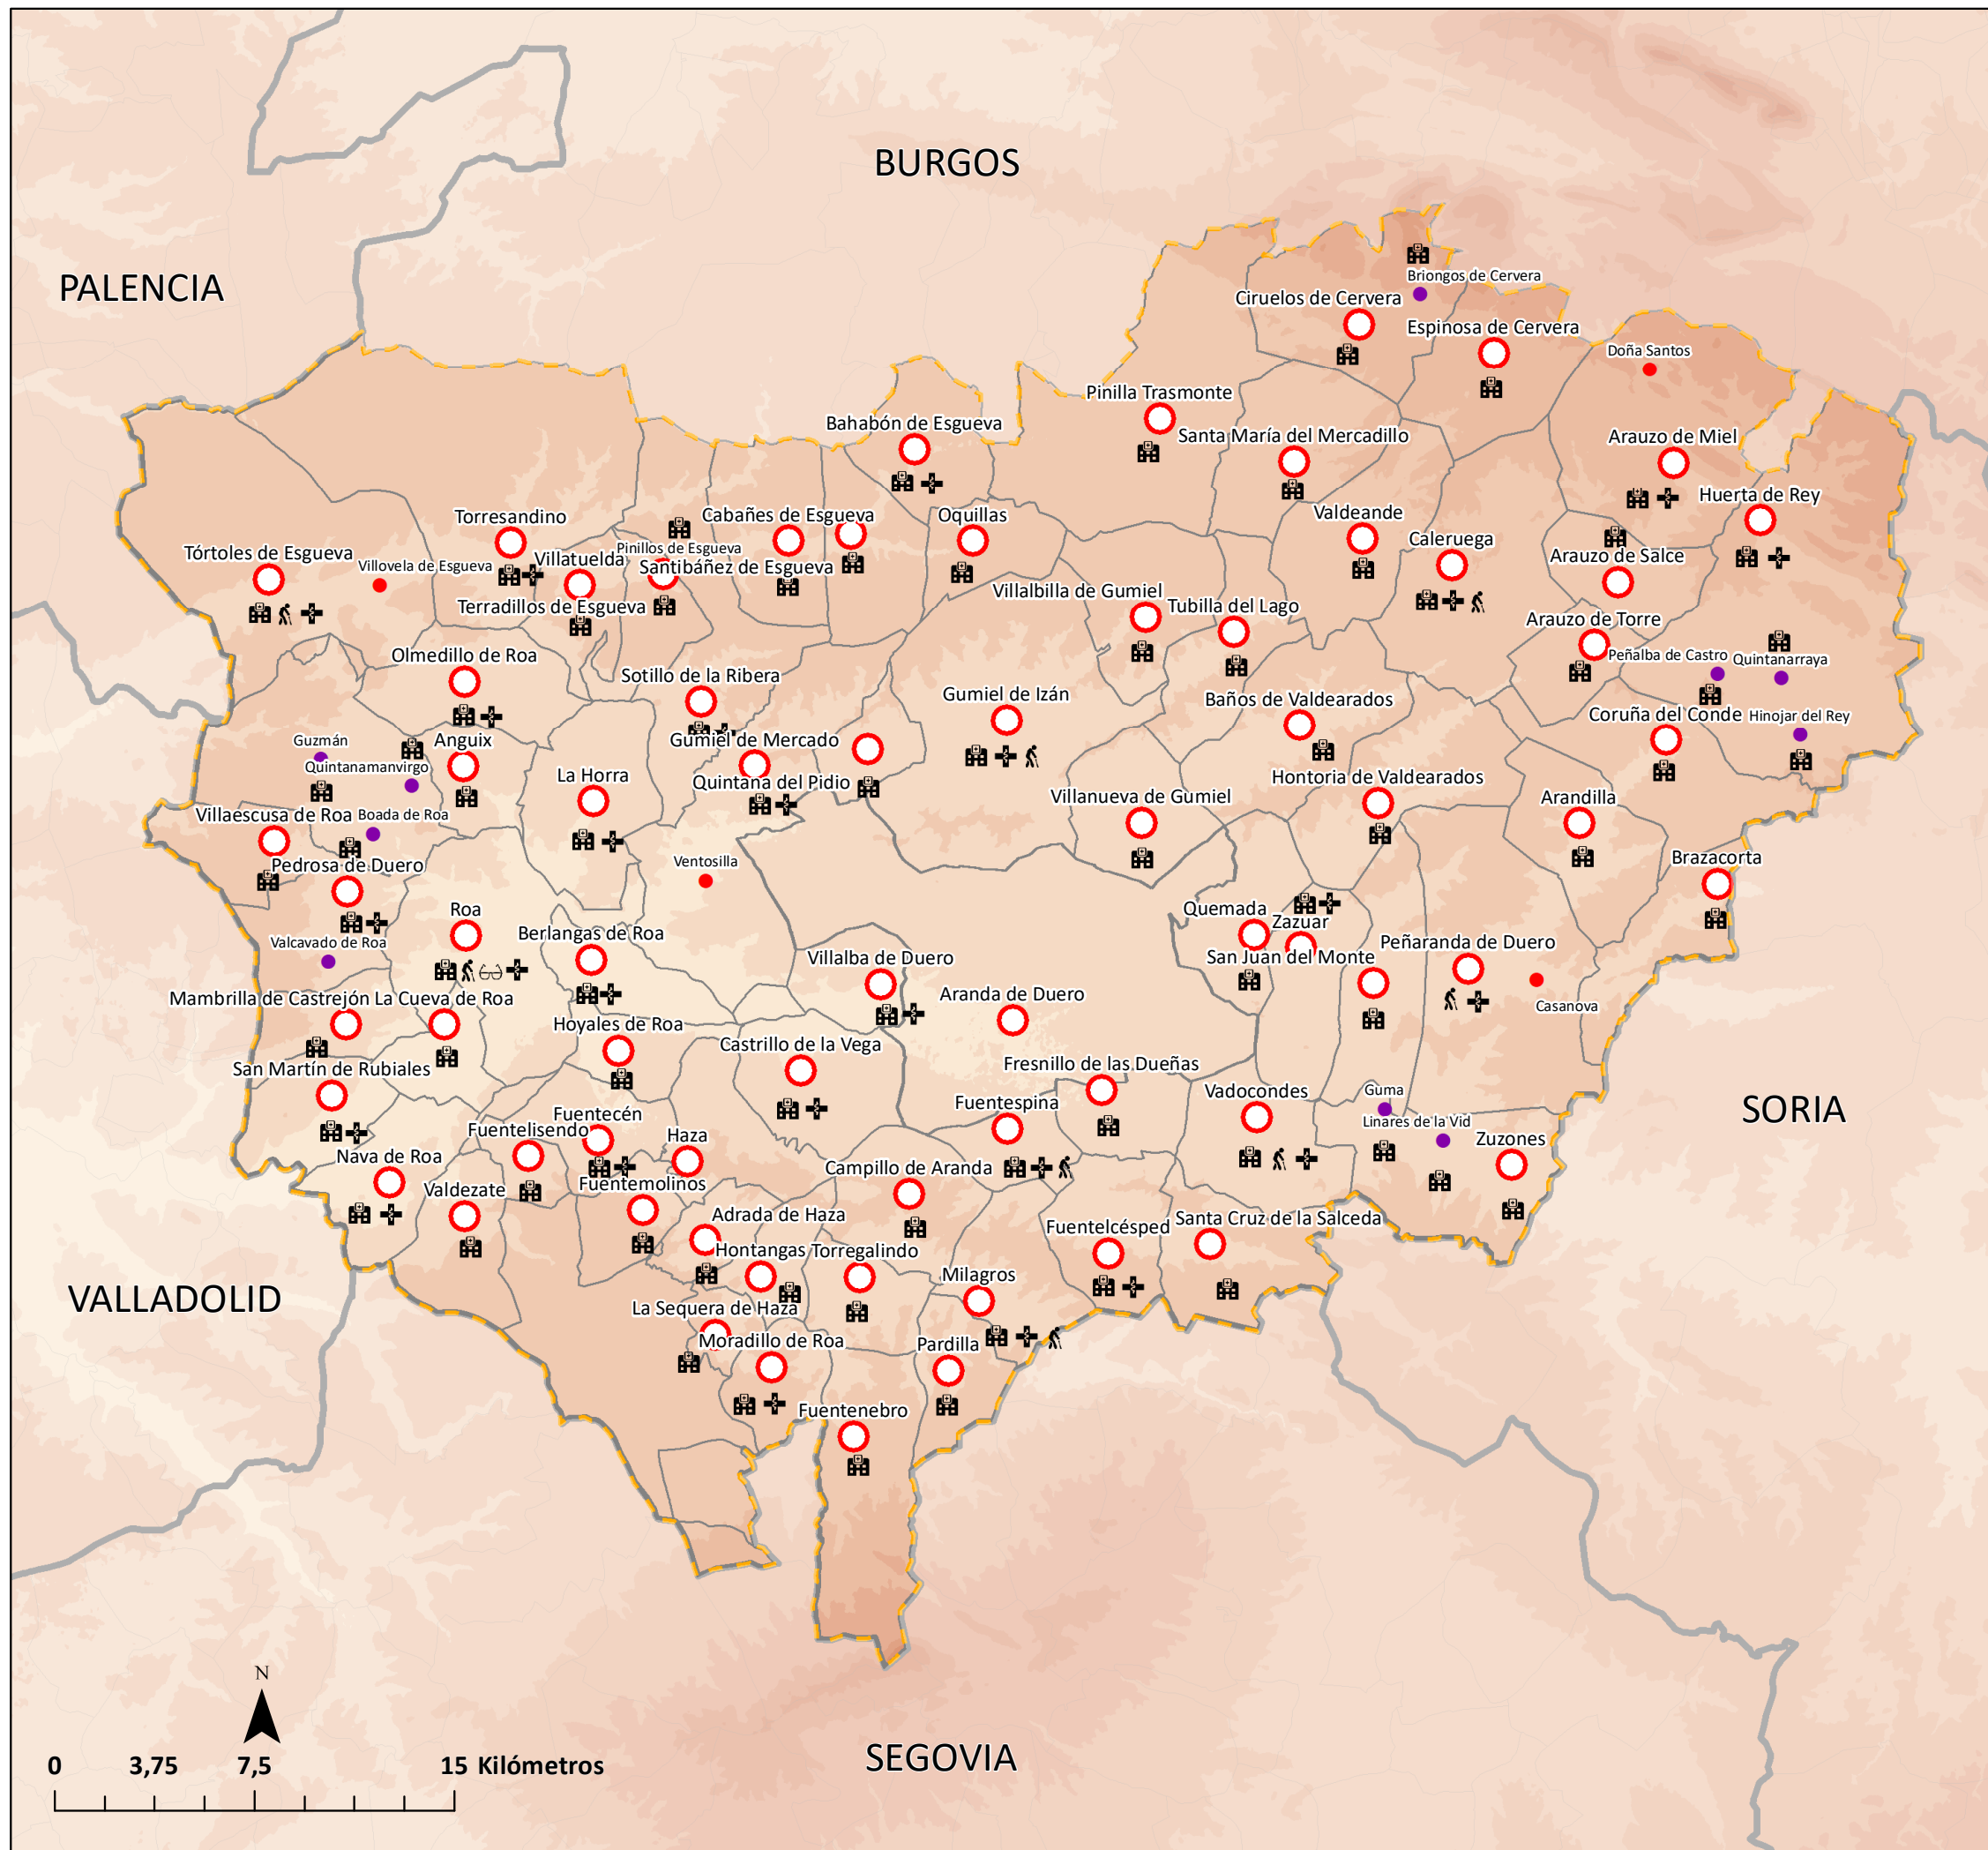 BURGOS
PALENCIA
Briongos de Cervera
Ciruelos de Cervera
Espinosa de Cervera
Doña Santos
Pinilla Trasmonte
Bahabón de Esgueva
Santa María del Mercadillo
Arauzo de Miel
Huerta de Rey
Torresandino
Cabañes de Esgueva
Oquillas
Valdeande
Caleruega
Tórtoles de Esgueva
Villovela de Esgueva
Villatuelda
Pinillos de Esgueva
Santibáñez de Esgueva
Arauzo de Salce
Terradillos de Esgueva
Villalbilla de Gumiel
Tubilla del Lago
Arauzo de Torre
Olmedillo de Roa
Sotillo de la Ribera
Peñalba de Castro
Quintanarraya
Gumiel de Izán
Baños de Valdearados
Coruña del Conde
Hinojar del Rey
Guzmán
Anguix
Gumiel de Mercado
Quintanamanvirgo
La Horra
Quintana del Pidio
Hontoria de Valdearados
Villanueva de Gumiel
Arandilla
Villaescusa de Roa
Boada de Roa
Pedrosa de Duero
Ventosilla
Brazacorta
Roa
Quemada
Zazuar
Berlangas de Roa
Valcavado de Roa
Villalba de Duero
San Juan del Monte
Peñaranda de Duero
Casanova
Mambrilla de Castrejón
La Cueva de Roa
Aranda de Duero
Hoyales de Roa
Castrillo de la Vega
San Martín de Rubiales
Fresnillo de las Dueñas
Vadocondes
Guma
SORIA
Fuentespina
Linares de la Vid
Fuentecén
Fuentelisendo
Haza
Zuzones
Nava de Roa
Campillo de Aranda
Fuentemolinos
Valdezate
Adrada de Haza
Fuentelcésped
Santa Cruz de la Salceda
Hontangas
Torregalindo
Milagros
VALLADOLID
La Sequera de Haza
Moradillo de Roa
Pardilla
Fuentenebro
N
SEGOVIA
0 3,75 7,5 15 Kilómetros